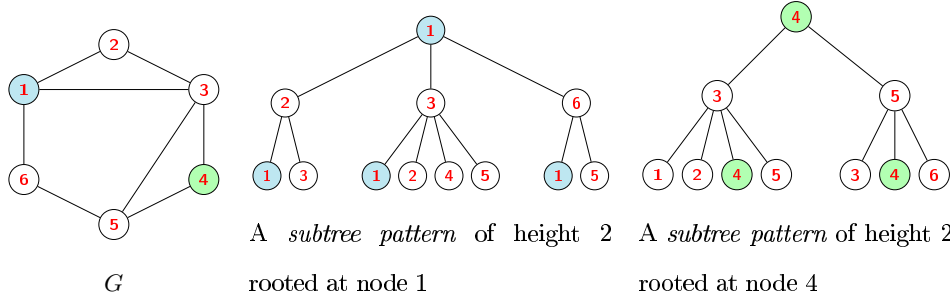 2
1
3
6
4
5
G
1
2 3 6
1 3 1 2 4 5 1 5
A subtree pattern of height 2
rooted at node 1
4
3 5
1 2 4 5 3 4 6
A subtree pattern of height 2
rooted at node 4